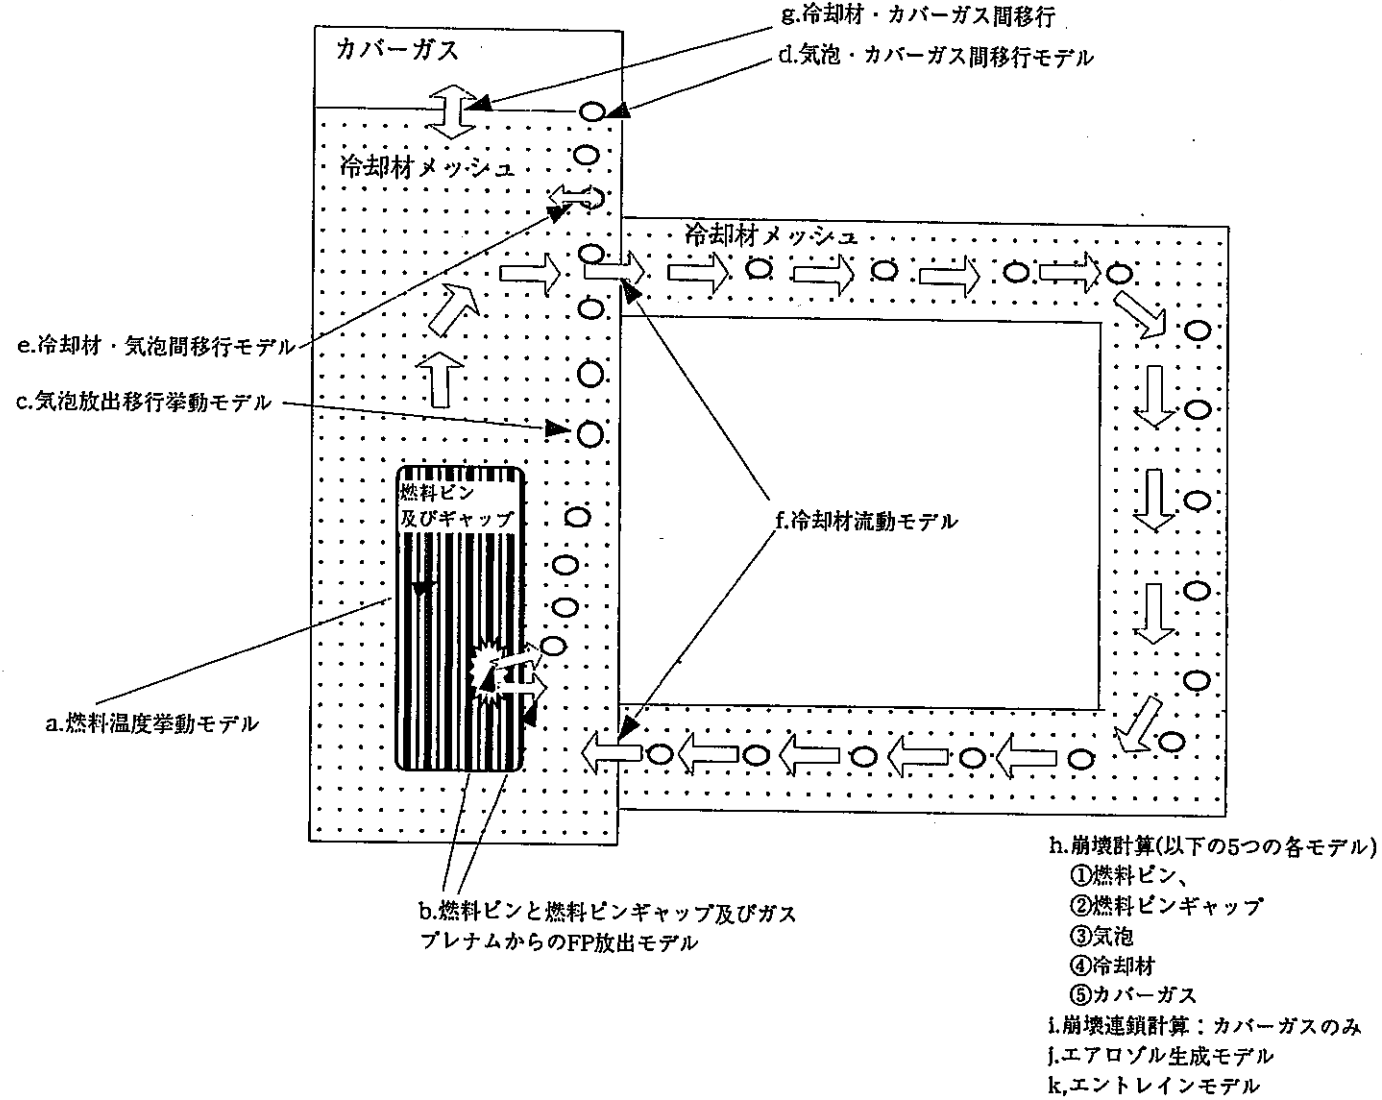 g.冷却材・カバーガス間移行
カバーガス
d.気泡・カバーガス間移行モデル
冷却材メッシュ
冷却材メッシュ
e.冷却材・気泡間移行モデル
c.気泡放出移行挙動モデル
燃料ピン
及びギャップ
f.冷却材流動モデル
a.燃料温度挙動モデル
b.燃料ピンと燃料ピンギャップ及びガス
プレナムからのFP放出モデル
h.崩壊計算(以下の5つの各モデル)
①燃料ピン、
②燃料ピンギャップ
③気泡
④冷却材
⑤カバーガス
i.崩壊連鎖計算：カバーガスのみ
j.エアロゾル生成モデル
k,エントレインモデル